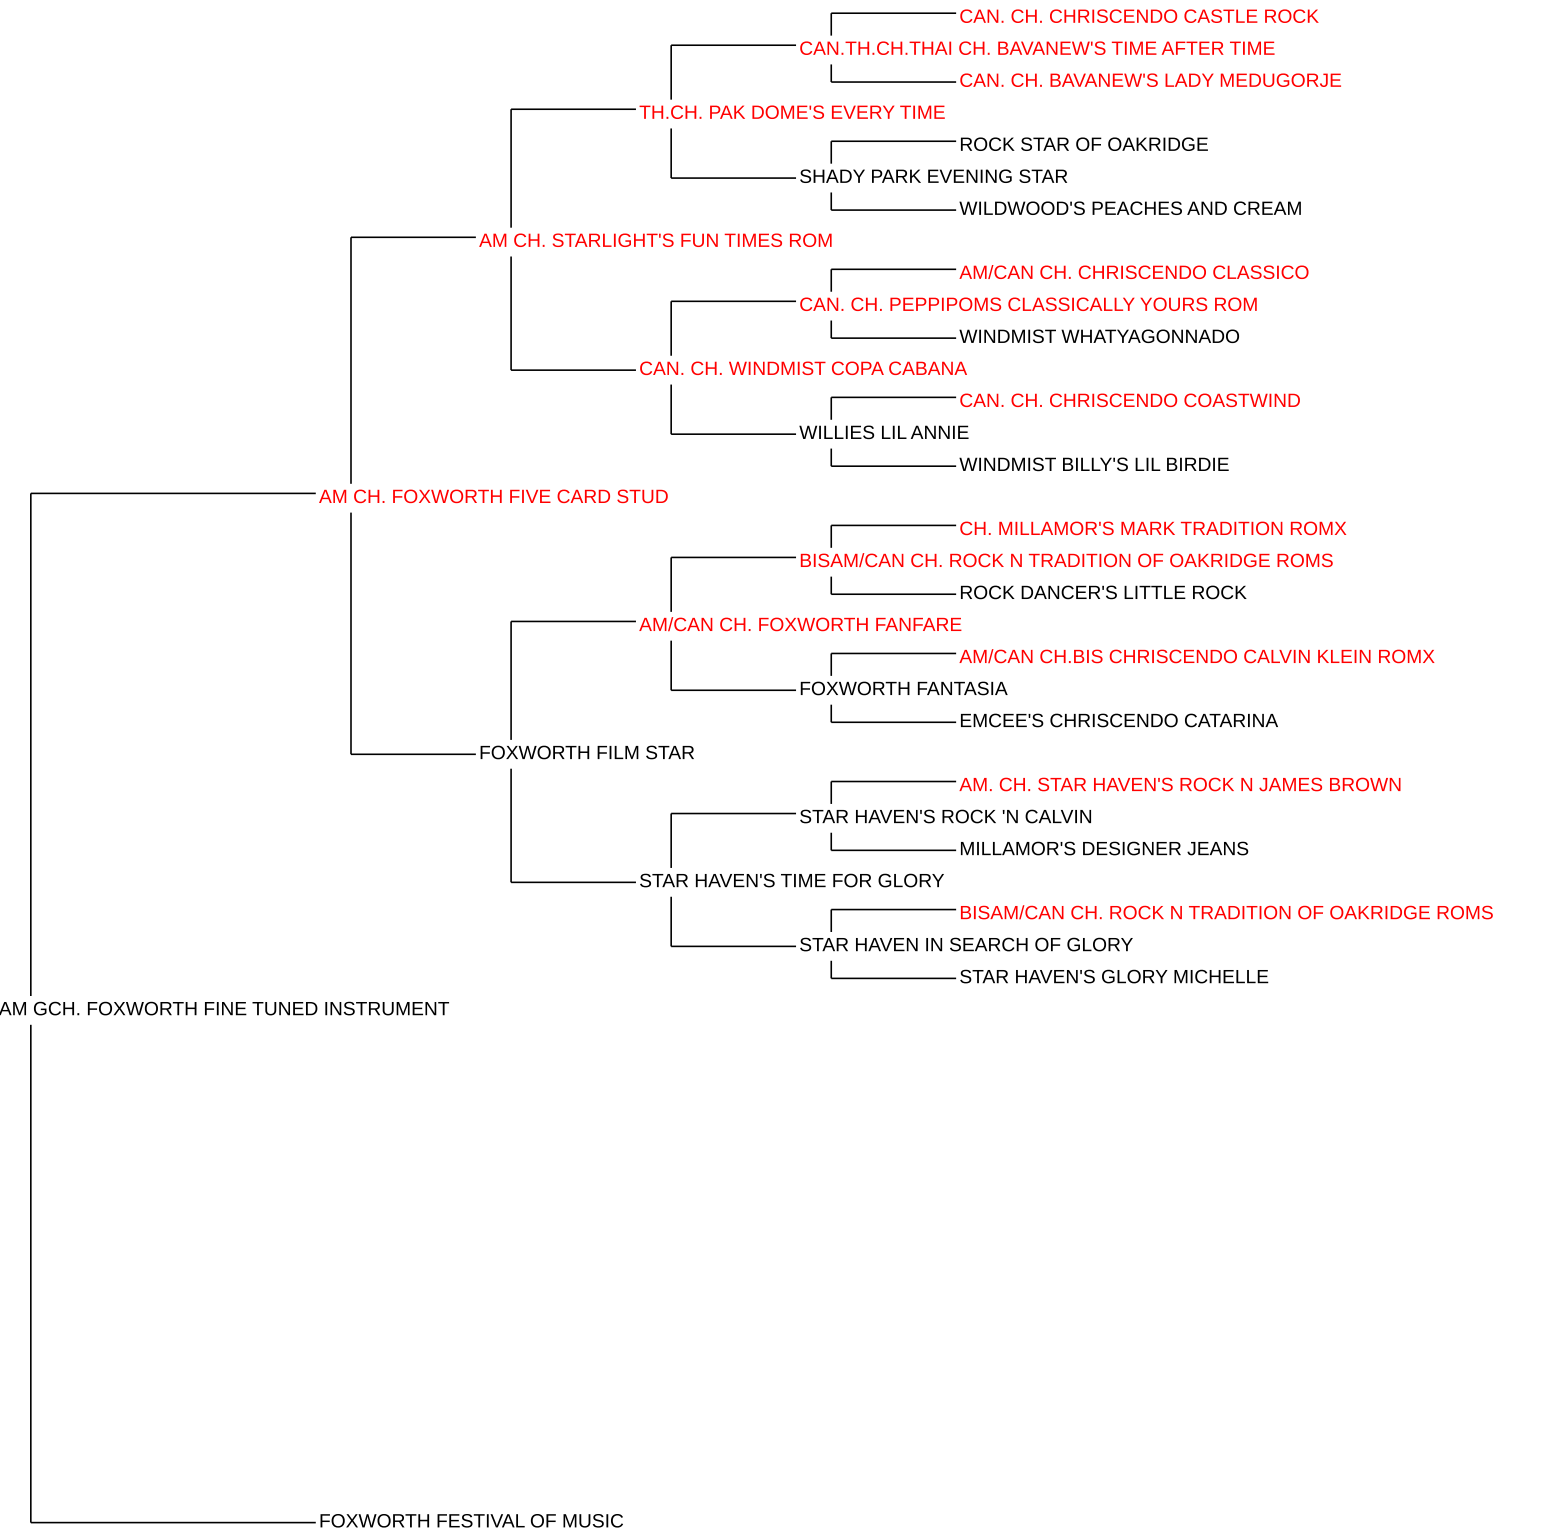 CAN. CH. CHRISCENDO CASTLE ROCK
CAN.TH.CH.THAI CH. BAVANEW'S TIME AFTER TIME
CAN. CH. BAVANEW'S LADY MEDUGORJE
TH.CH. PAK DOME'S EVERY TIME
ROCK STAR OF OAKRIDGE
SHADY PARK EVENING STAR
WILDWOOD'S PEACHES AND CREAM
AM CH. STARLIGHT'S FUN TIMES ROM
AM/CAN CH. CHRISCENDO CLASSICO
CAN. CH. PEPPIPOMS CLASSICALLY YOURS ROM
WINDMIST WHATYAGONNADO
CAN. CH. WINDMIST COPA CABANA
CAN. CH. CHRISCENDO COASTWIND
WILLIES LIL ANNIE
WINDMIST BILLY'S LIL BIRDIE
AM CH. FOXWORTH FIVE CARD STUD
CH. MILLAMOR'S MARK TRADITION ROMX
BISAM/CAN CH. ROCK N TRADITION OF OAKRIDGE ROMS
ROCK DANCER'S LITTLE ROCK
AM/CAN CH. FOXWORTH FANFARE
AM/CAN CH.BIS CHRISCENDO CALVIN KLEIN ROMX
FOXWORTH FANTASIA
EMCEE'S CHRISCENDO CATARINA
FOXWORTH FILM STAR
AM. CH. STAR HAVEN'S ROCK N JAMES BROWN
STAR HAVEN'S ROCK 'N CALVIN
MILLAMOR'S DESIGNER JEANS
STAR HAVEN'S TIME FOR GLORY
BISAM/CAN CH. ROCK N TRADITION OF OAKRIDGE ROMS
STAR HAVEN IN SEARCH OF GLORY
STAR HAVEN'S GLORY MICHELLE
AM GCH. FOXWORTH FINE TUNED INSTRUMENT
FOXWORTH FESTIVAL OF MUSIC